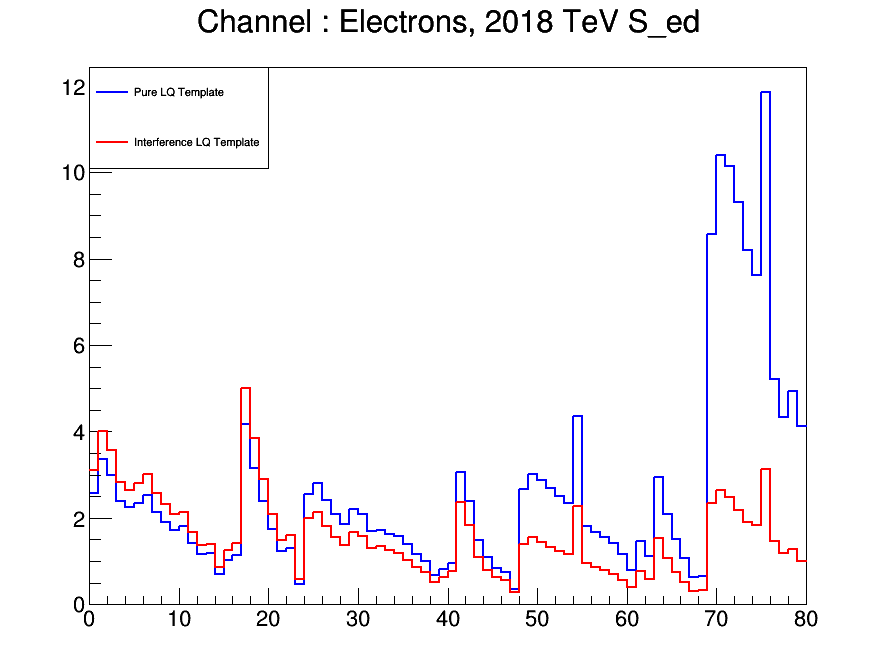 Channel : Electrons, 2018 TeV S_ed
12
Pure LQ Template
Interference LQ Template
10
8
6
4
2
0
0 10 20 30 40 50 60 70 80